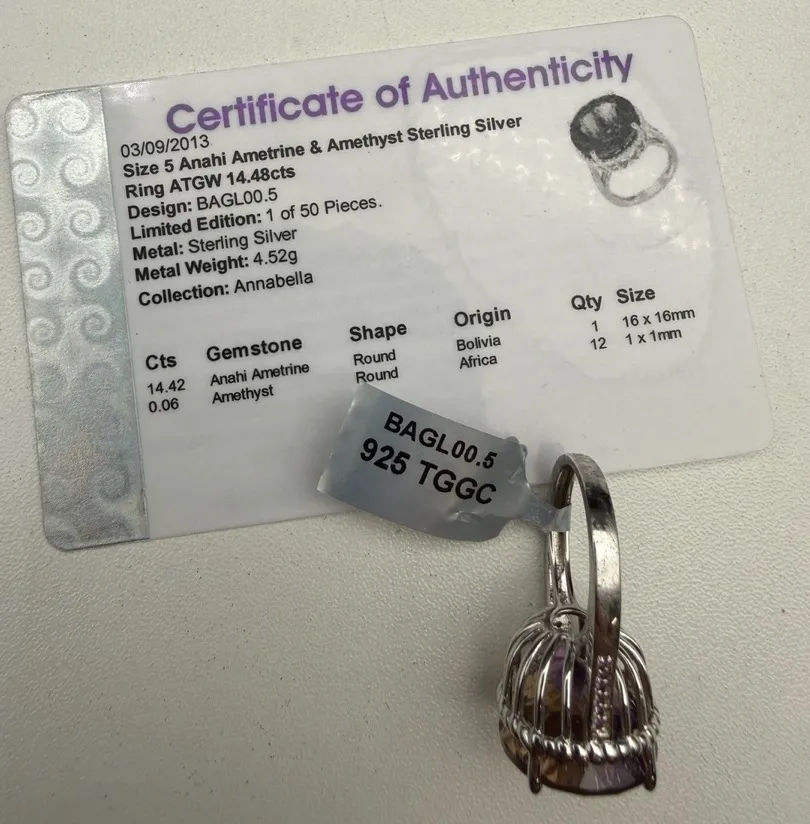 Certificate of Authenticity
03/09/2013
Size 5 Anahi Ametrine & Amethyst Sterling Silver
Ring ATGW 14.48cts
Design: BAGL00.5
Limited Edition: 1 of 50 Pieces.
Metal: Sterling Silver
Metal Weight: 4.52g
Collection: Annabella
Cts Gemstone Shape Origin Qty Size
14.42 Anahi Ametrine Round Bolivia 1 16 x 16mm
0.06 Amethyst Round Africa 12 1 x 1mm
BAGL00.5
925 TGGC